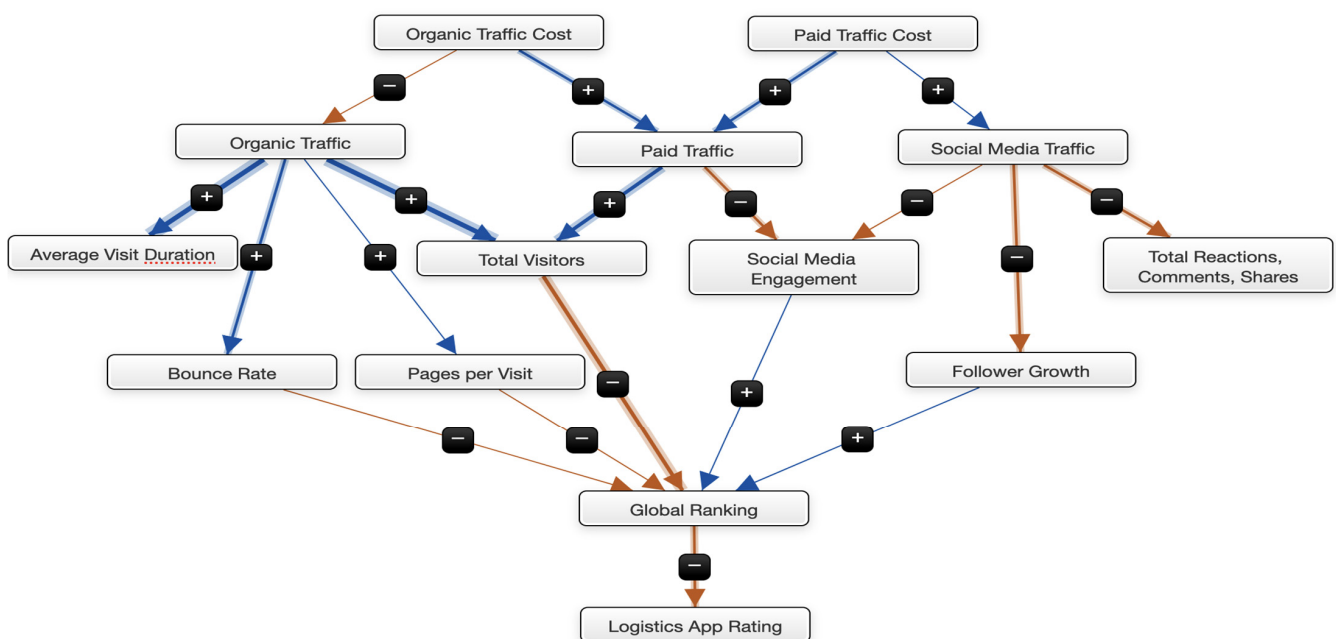 Organic Traffic Cost
Paid Traffic Cost
−
+
+
+
Organic Traffic
Paid Traffic
Social Media Traffic
+
+
+
−
−
−
Average Visit Duration
+
+
Total Visitors
Social Media
Engagement
−
Total Reactions,
Comments, Shares
Bounce Rate
Pages per Visit
−
+
Follower Growth
−
−
+
Global Ranking
−
Logistics App Rating